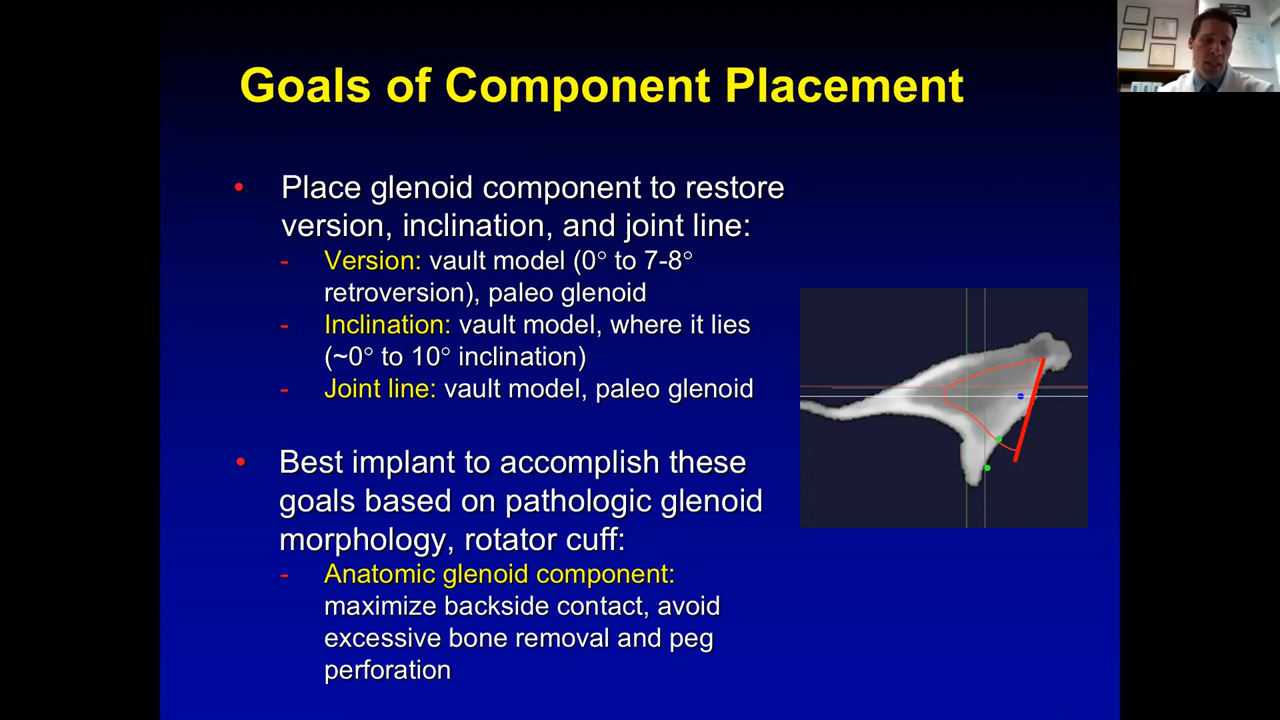 Goals of Component Placement
• Place glenoid component to restore
version, inclination, and joint line:
- Version: vault model (0° to 7-8°
retroversion), paleo glenoid
- Inclination: vault model, where it lies
(~0° to 10° inclination)
- Joint line: vault model, paleo glenoid
• Best implant to accomplish these
goals based on pathologic glenoid
morphology, rotator cuff:
- Anatomic glenoid component:
maximize backside contact, avoid
excessive bone removal and peg
perforation